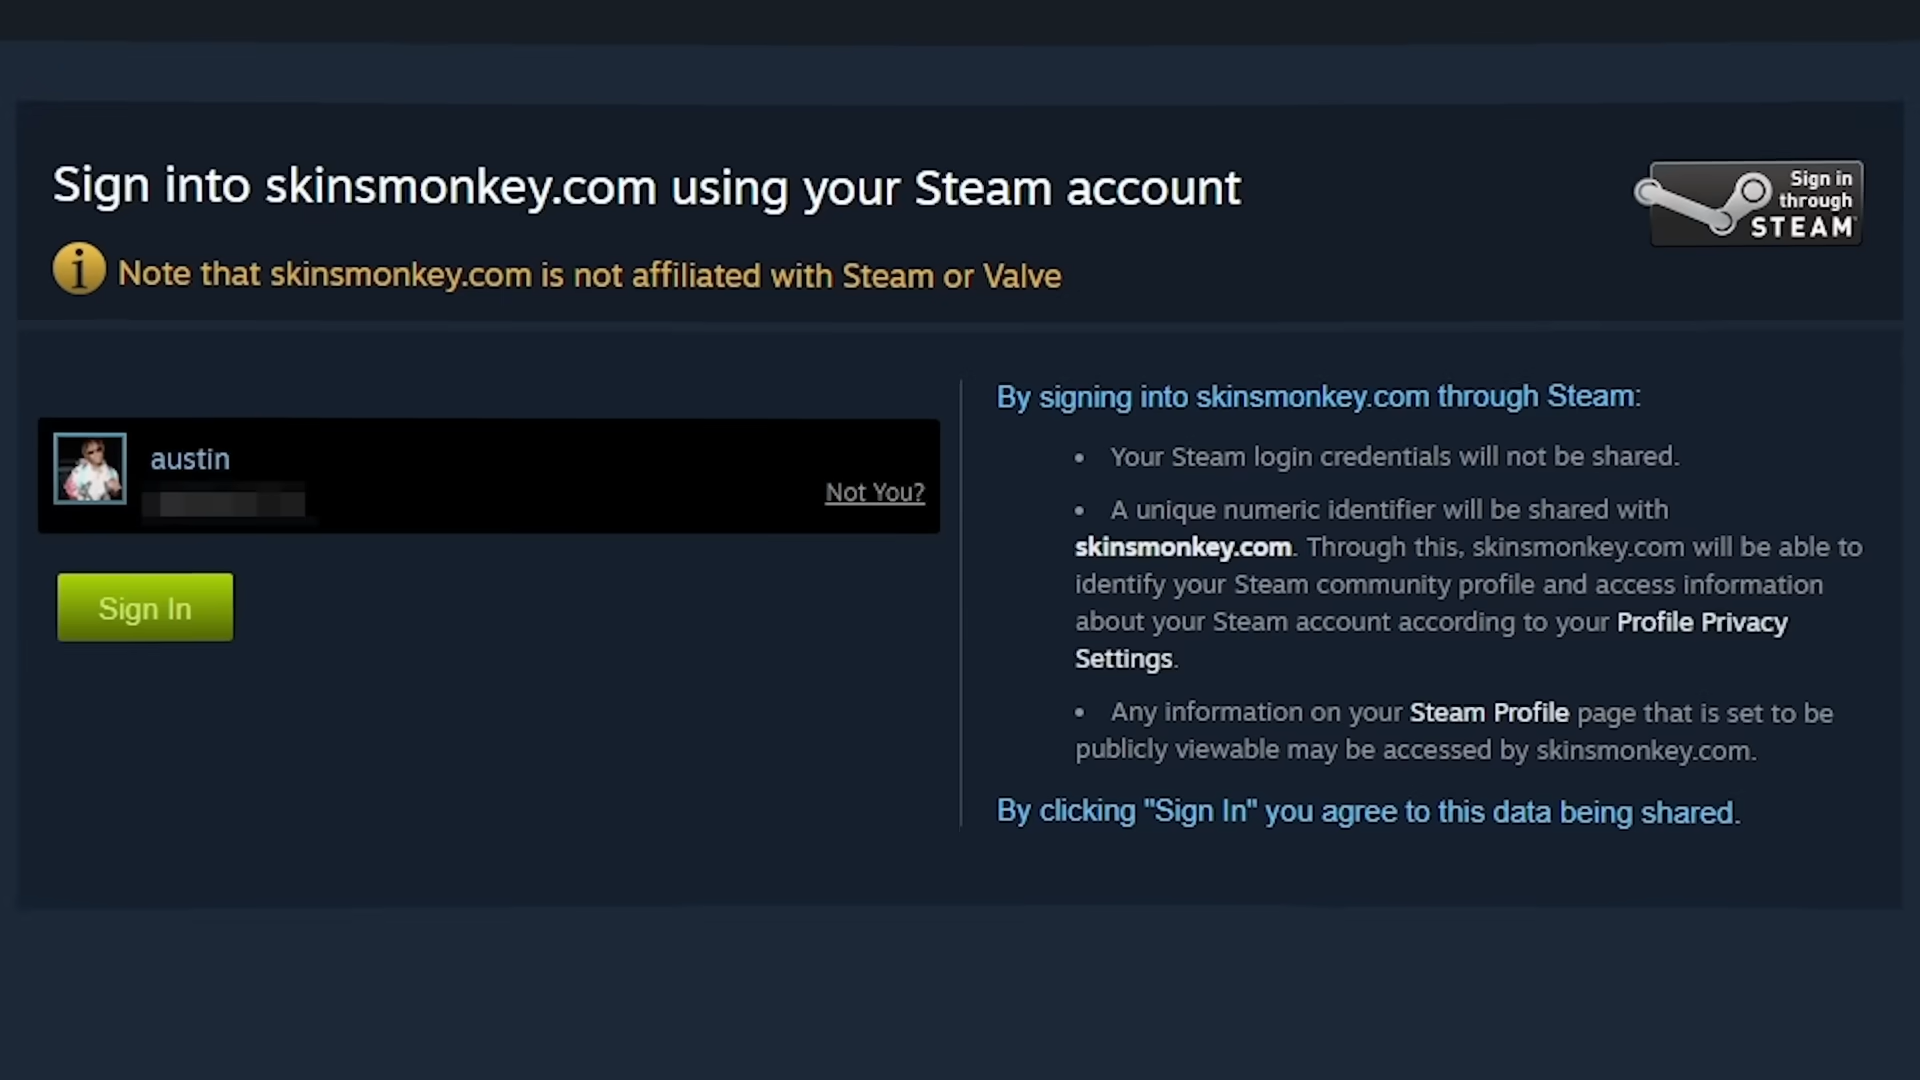 Sign into skinsmonkey.com using your Steam account
Sign in
through
STEAM
i Note that skinsmonkey.com is not affiliated with Steam or Valve
austin
Not You?
Sign In
By signing into skinsmonkey.com through Steam:
• Your Steam login credentials will not be shared.
• A unique numeric identifier will be shared with
skinsmonkey.com. Through this, skinsmonkey.com will be able to
identify your Steam community profile and access information
about your Steam account according to your Profile Privacy
Settings.
• Any information on your Steam Profile page that is set to be
publicly viewable may be accessed by skinsmonkey.com.
By clicking "Sign In" you agree to this data being shared.